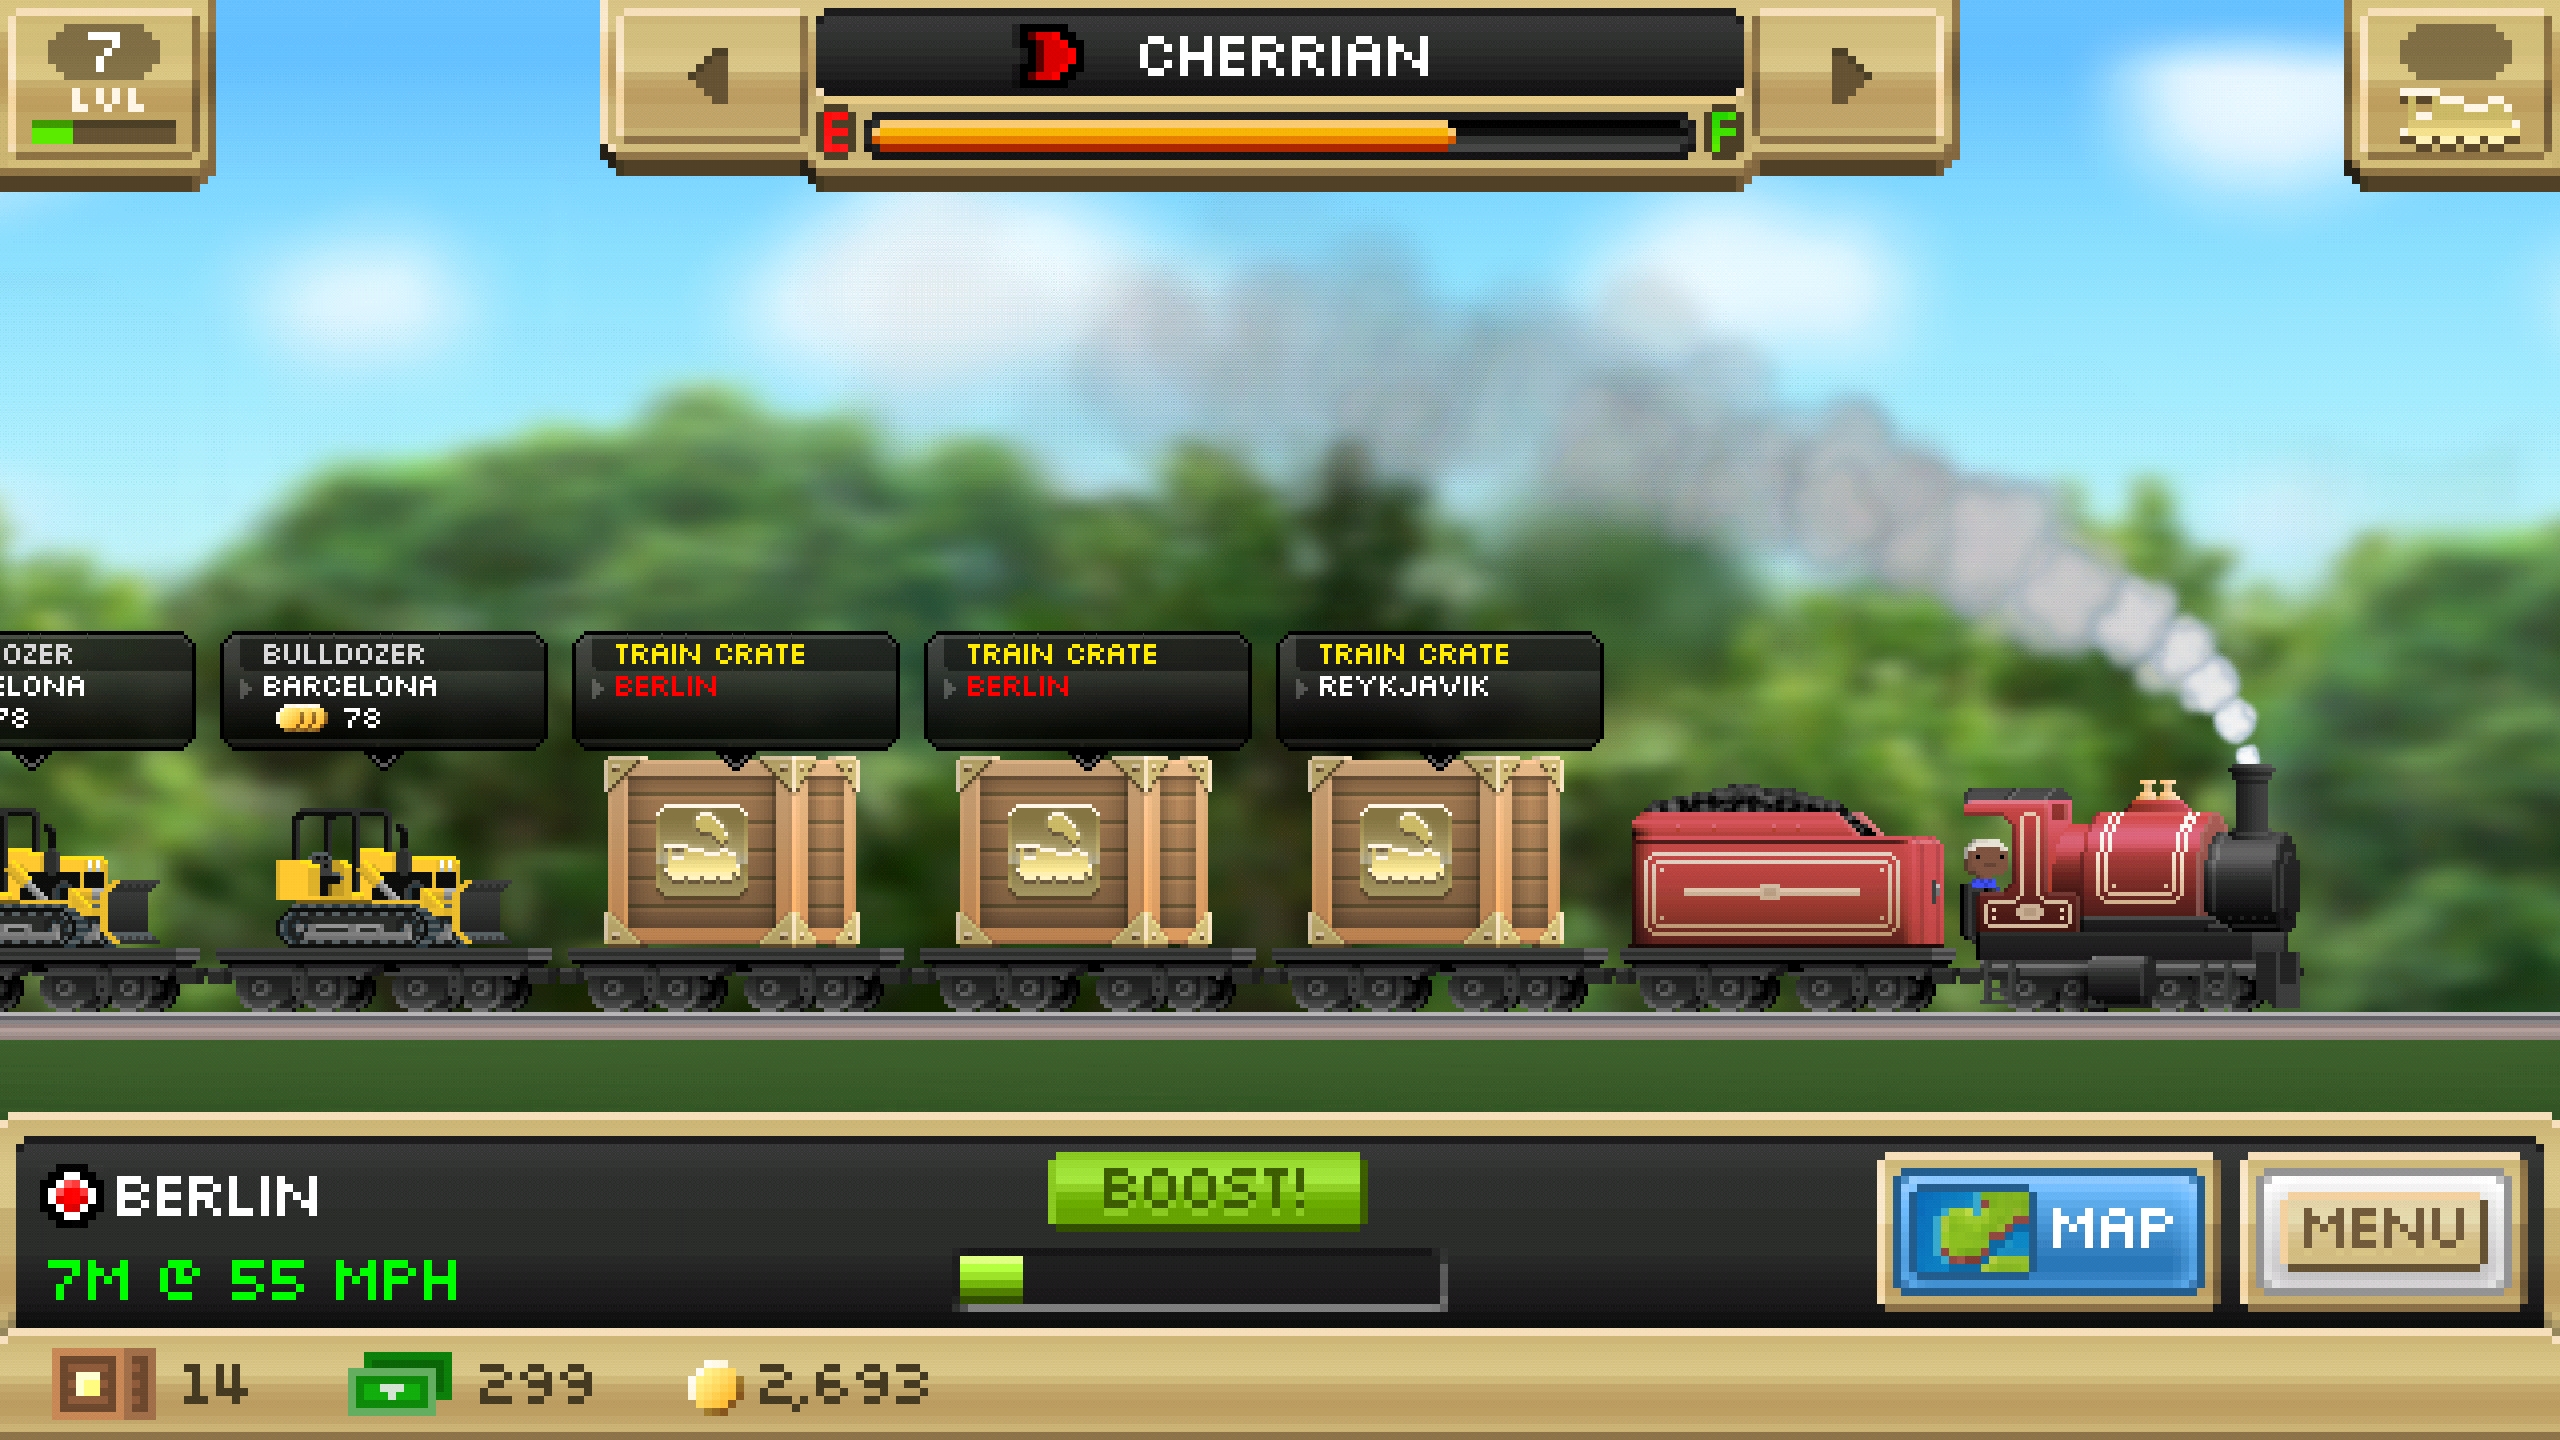 7
LVL
CHERRIAN
E
F
OZER
ELONA
78
BULLDOZER
BARCELONA
78
TRAIN CRATE
BERLIN
TRAIN CRATE
BERLIN
TRAIN CRATE
REYKJAVIK
BERLIN
7M @ 55 MPH
BOOST!
MAP
MENU
14
299
2,693